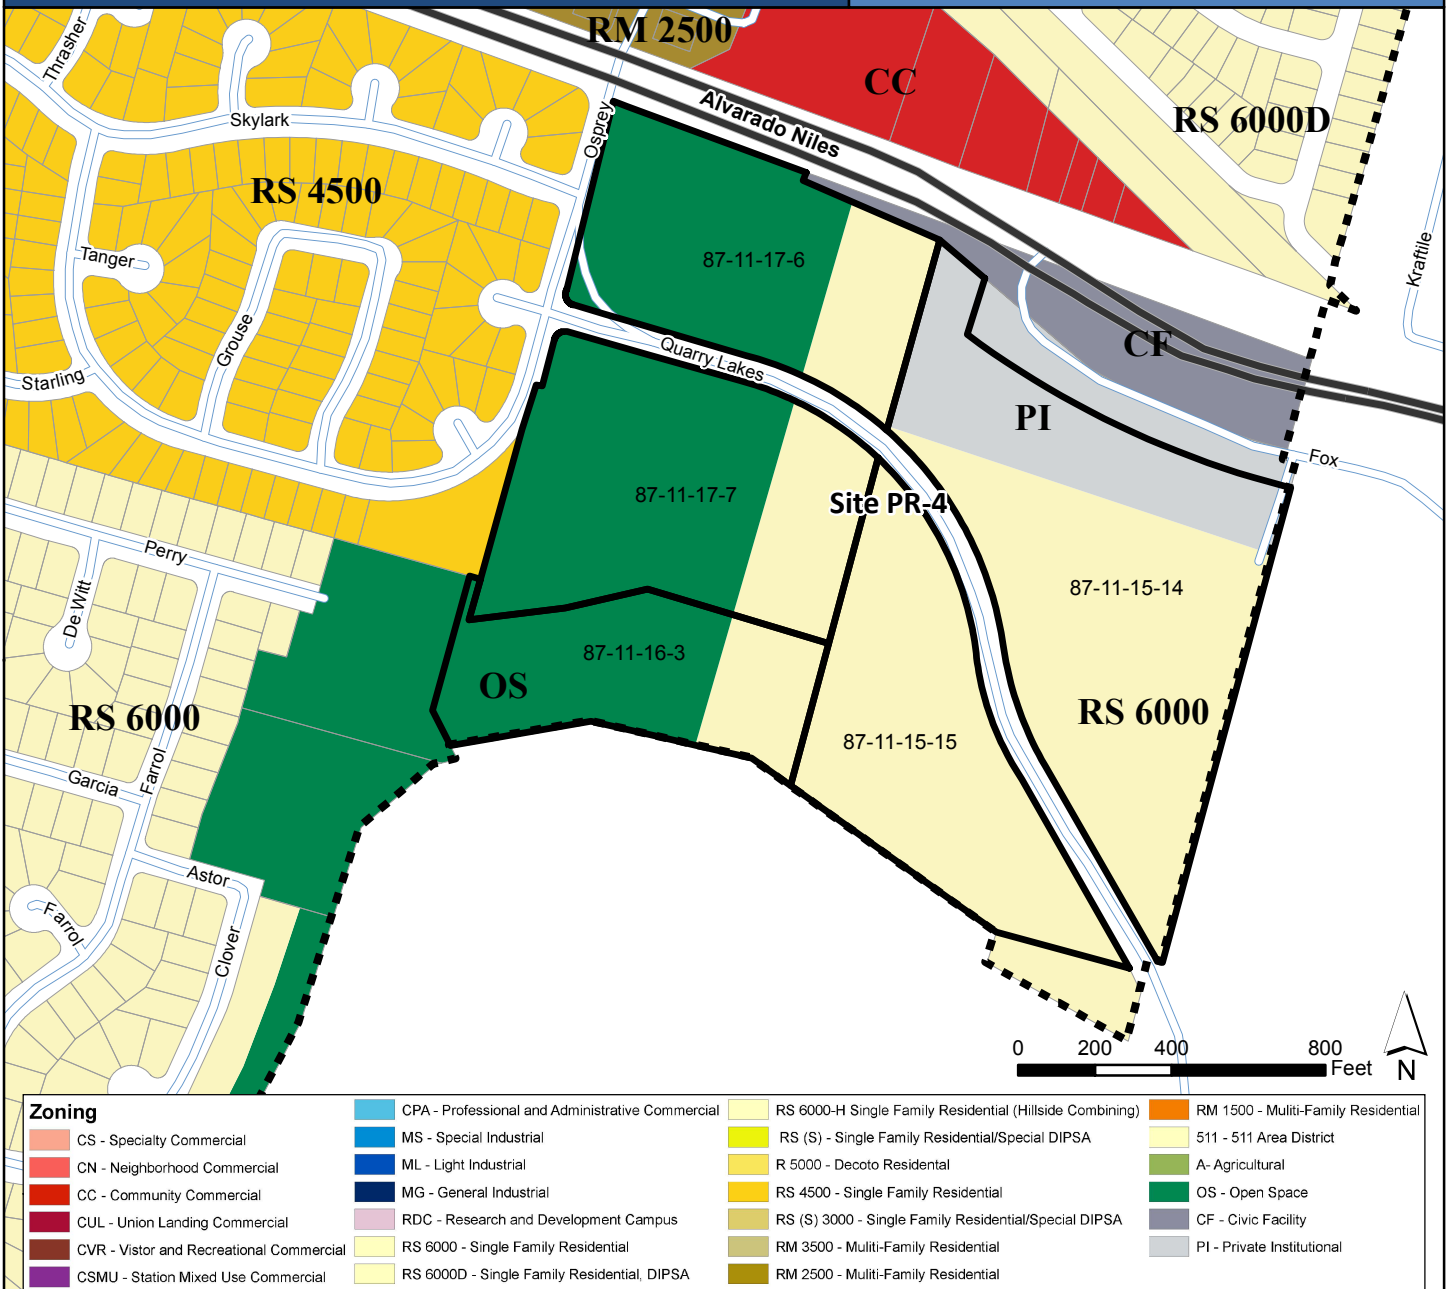 RM 2500
CC
Thrasher
Alvarado Niles
RS 6000D
Skylark
Osprey
RS 4500
Tanger
87-11-17-6
Kraftile
Grouse
Quarry Lakes
CF
Starling
PI
Fox
87-11-17-7
Site PR-4
Perry
De Witt
87-11-15-14
87-11-16-3
OS
RS 6000
RS 6000
87-11-15-15
Garcia
Farrol
Astor
Farrol
Clover
0 200 400 800
Feet
N
Zoning
CS - Specialty Commercial
CN - Neighborhood Commercial
CC - Community Commercial
CUL - Union Landing Commercial
CVR - Vistor and Recreational Commercial
CSMU - Station Mixed Use Commercial
CPA - Professional and Administrative Commercial
MS - Special Industrial
ML - Light Industrial
MG - General Industrial
RDC - Research and Development Campus
RS 6000 - Single Family Residential
RS 6000D - Single Family Residential, DIPSA
RS 6000-H Single Family Residential (Hillside Combining)
RS (S) - Single Family Residential/Special DIPSA
R 5000 - Decoto Residental
RS 4500 - Single Family Residential
RS (S) 3000 - Single Family Residential/Special DIPSA
RM 3500 - Muliti-Family Residential
RM 2500 - Muliti-Family Residential
RM 1500 - Muliti-Family Residential
511 - 511 Area District
A- Agricultural
OS - Open Space
CF - Civic Facility
PI - Private Institutional